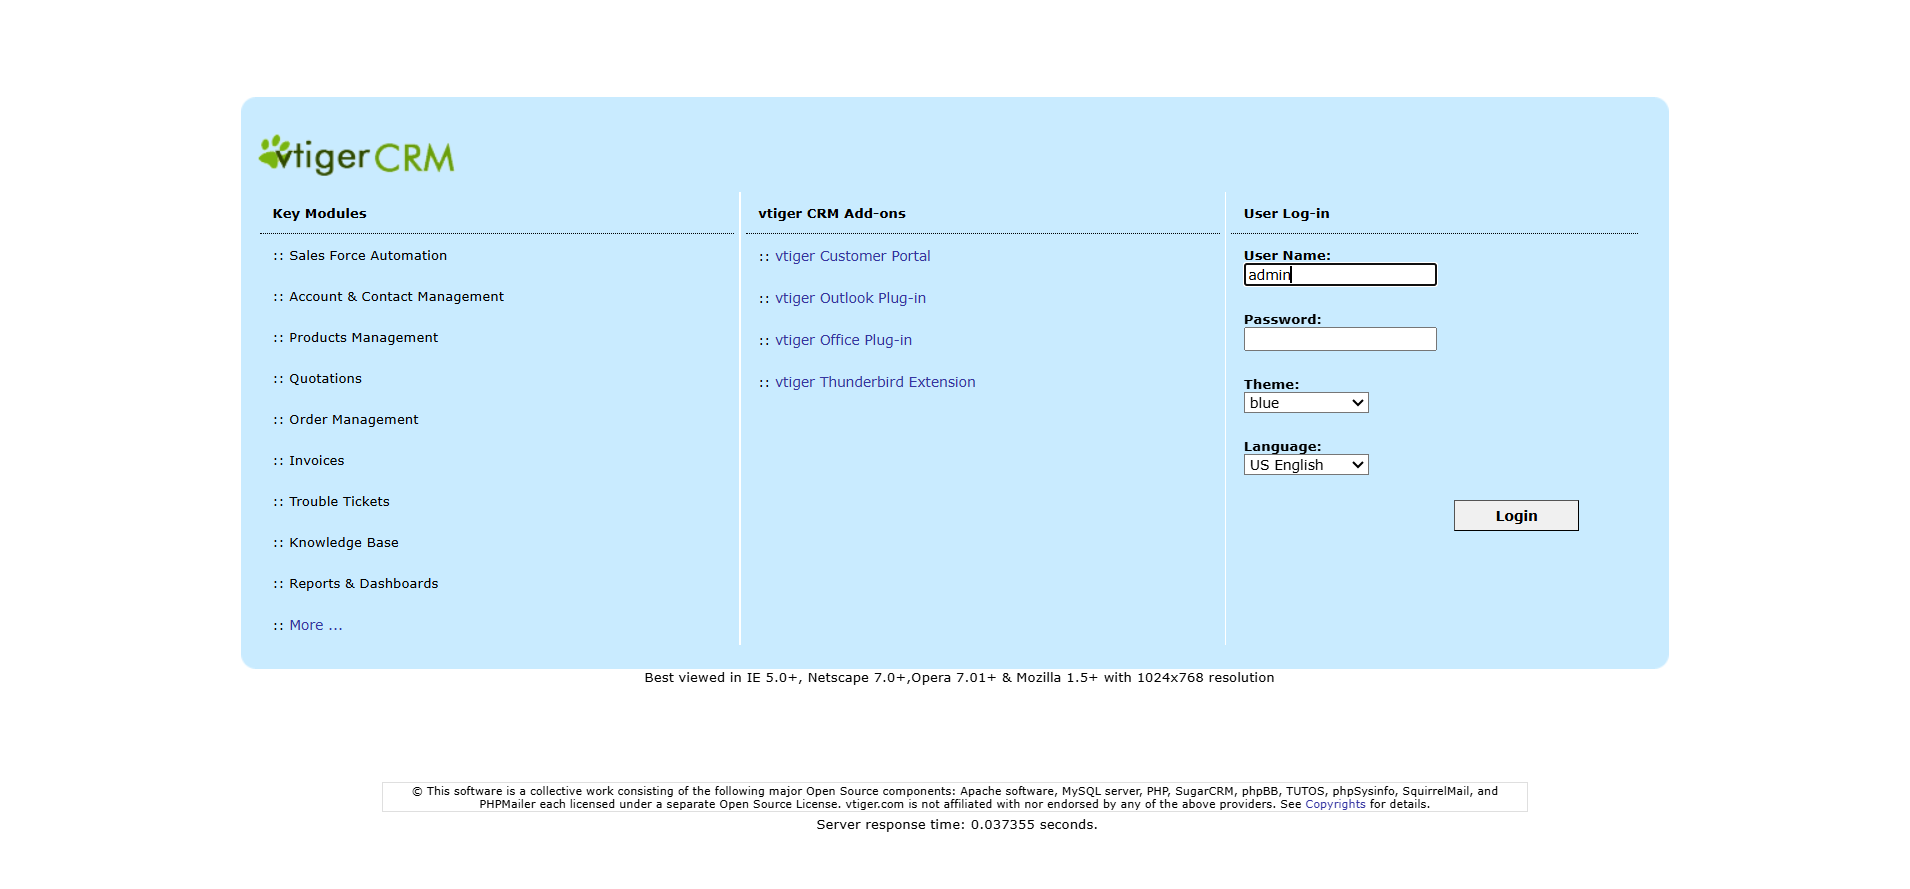 vtiger CRM
Key Modules
:: Sales Force Automation
:: Account & Contact Management
:: Products Management
:: Quotations
:: Order Management
:: Invoices
:: Trouble Tickets
:: Knowledge Base
:: Reports & Dashboards
:: More ...
vtiger CRM Add-ons
:: vtiger Customer Portal
:: vtiger Outlook Plug-in
:: vtiger Office Plug-in
:: vtiger Thunderbird Extension
User Log-in
User Name:
admin
Password:
Theme:
blue
Language:
US English
Login
Best viewed in IE 5.0+, Netscape 7.0+,Opera 7.01+ & Mozilla 1.5+ with 1024x768 resolution
© This software is a collective work consisting of the following major Open Source components: Apache software, MySQL server, PHP, SugarCRM, phpBB, TUTOS, phpSysinfo, SquirrelMail, and
PHPMailer each licensed under a separate Open Source License. vtiger.com is not affiliated with nor endorsed by any of the above providers. See Copyrights for details.
Server response time: 0.037355 seconds.